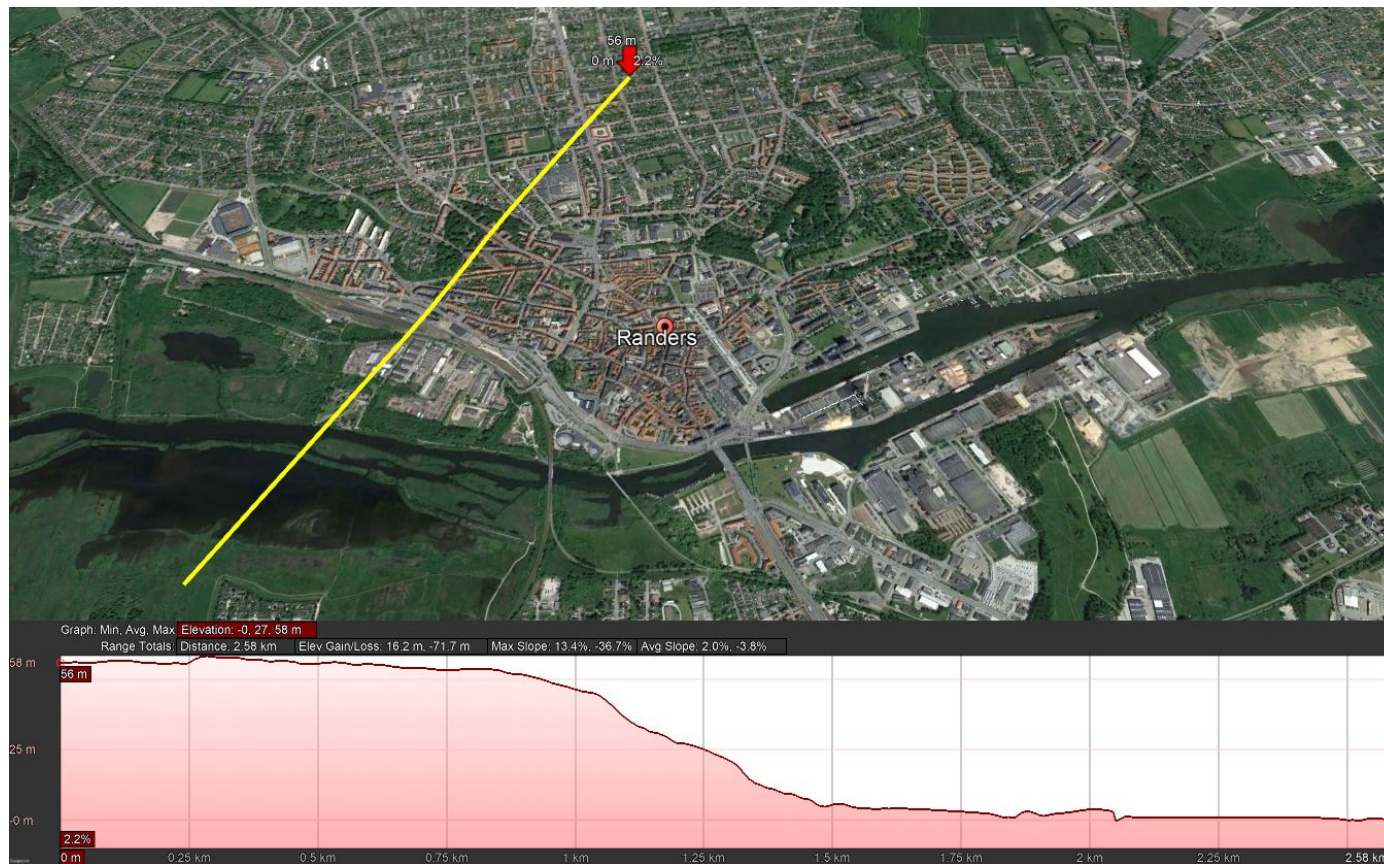 56 m
0 m 2.2%
Randers
Graph: Min, Avg, Max Elevation: -0, 27, 58 m
Range Totals: Distance: 2.58 km Elev Gain/Loss: 16.2 m, -71.7 m Max Slope: 13.4%, -36.7% Avg Slope: 2.0%, -3.8%
58 m
56 m
25 m
-0 m
2.2%
0 m 0.25 km 0.5 km 0.75 km 1 km 1.25 km 1.5 km 1.75 km 2 km 2.25 km 2.58 km